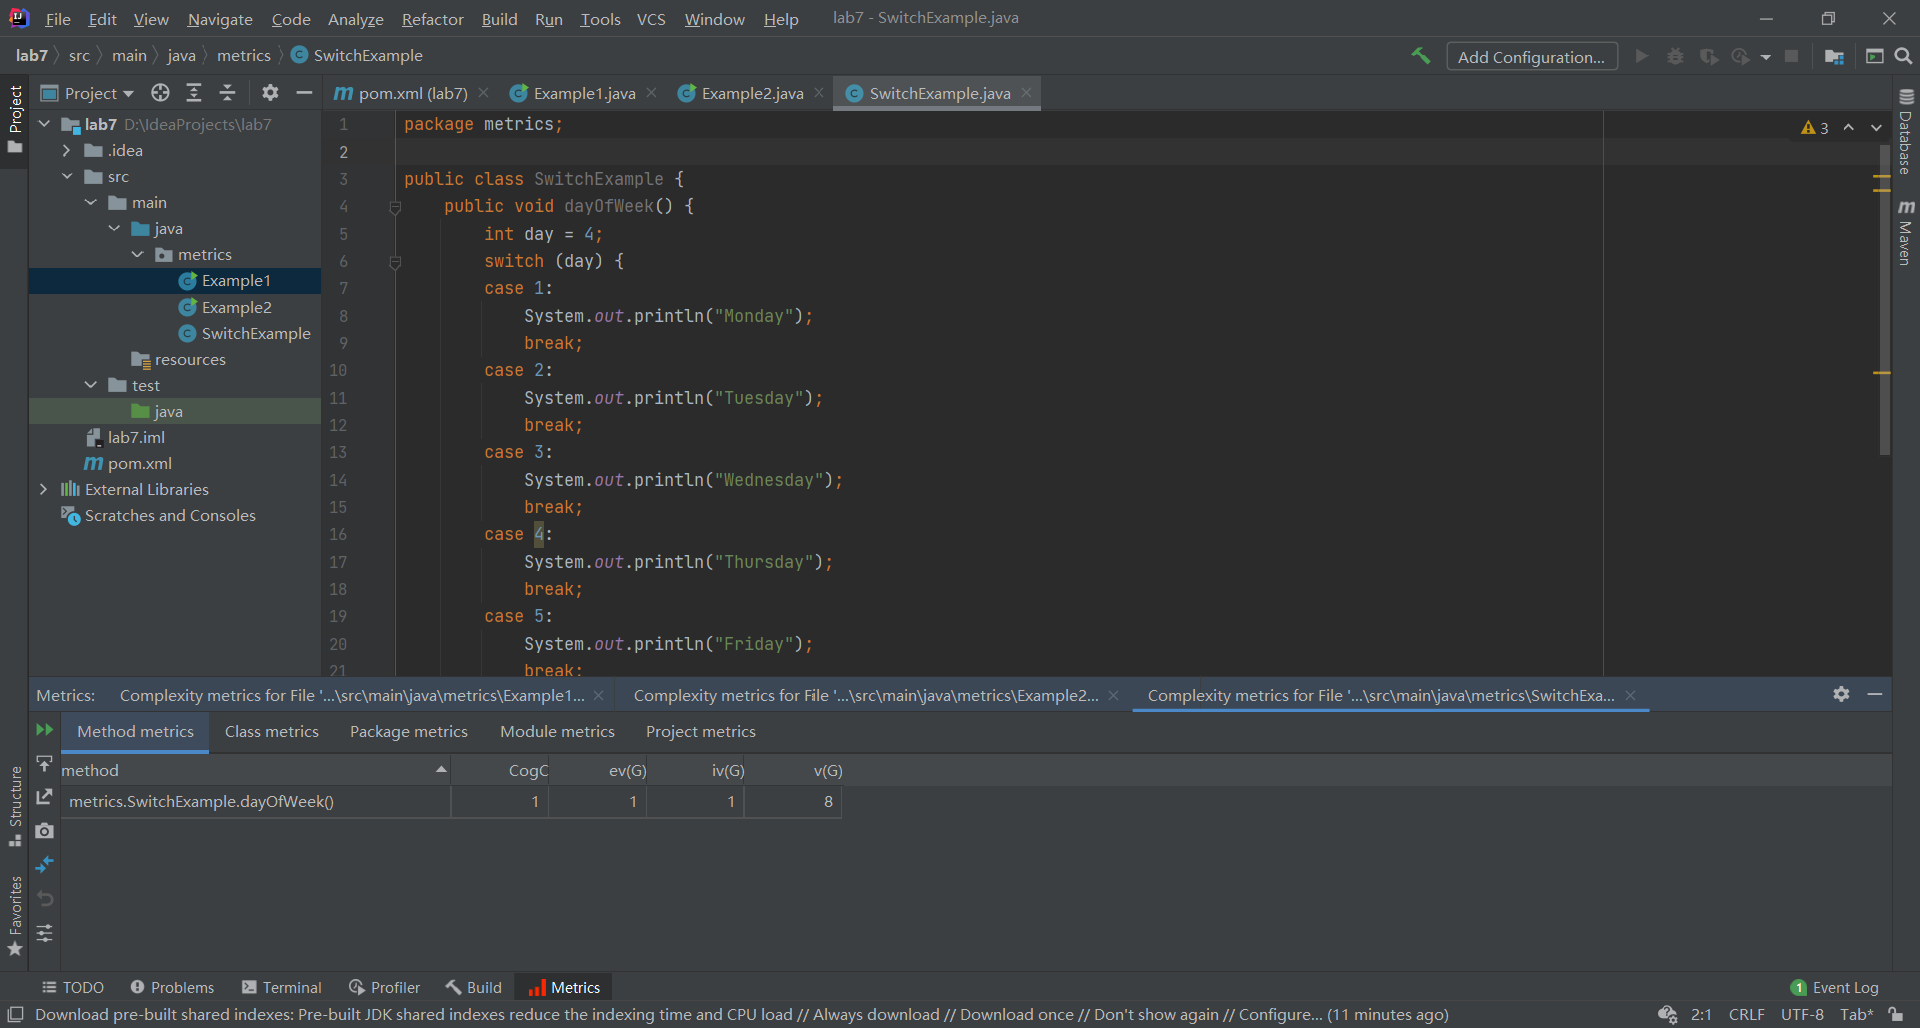 File Edit View Navigate Code Analyze Refactor Build Run Tools VCS Window Help lab7 - SwitchExample.java
lab7 src main java metrics SwitchExample
Add Configuration...
Project
pom.xml (lab7) Example1.java Example2.java SwitchExample.java
Project
lab7 D:\IdeaProjects\lab7
.idea
src
main
java
metrics
Example1
Example2
SwitchExample
resources
test
java
lab7.iml
pom.xml
External Libraries
Scratches and Consoles
Structure
Favorites
1 package metrics;
2
3 public class SwitchExample {
4 public void dayOfWeek() {
5 int day = 4;
6 switch (day) {
7 case 1:
8 System.out.println("Monday");
9 break;
10 case 2:
11 System.out.println("Tuesday");
12 break;
13 case 3:
14 System.out.println("Wednesday");
15 break;
16 case 4:
17 System.out.println("Thursday");
18 break;
19 case 5:
20 System.out.println("Friday");
21 break;
3
Database
Maven
Metrics: Complexity metrics for File '...\src\main\java\metrics\Example1... Complexity metrics for File '...\src\main\java\metrics\Example2... Complexity metrics for File '...\src\main\java\metrics\SwitchExa...
Method metrics Class metrics Package metrics Module metrics Project metrics
method CogC ev(G) iv(G) v(G)
metrics.SwitchExample.dayOfWeek() 1 1 1 8
TODO Problems Terminal Profiler Build Metrics 1 Event Log
Download pre-built shared indexes: Pre-built JDK shared indexes reduce the indexing time and CPU load // Always download // Download once // Don't show again // Configure... (11 minutes ago) 2:1 CRLF UTF-8 Tab*